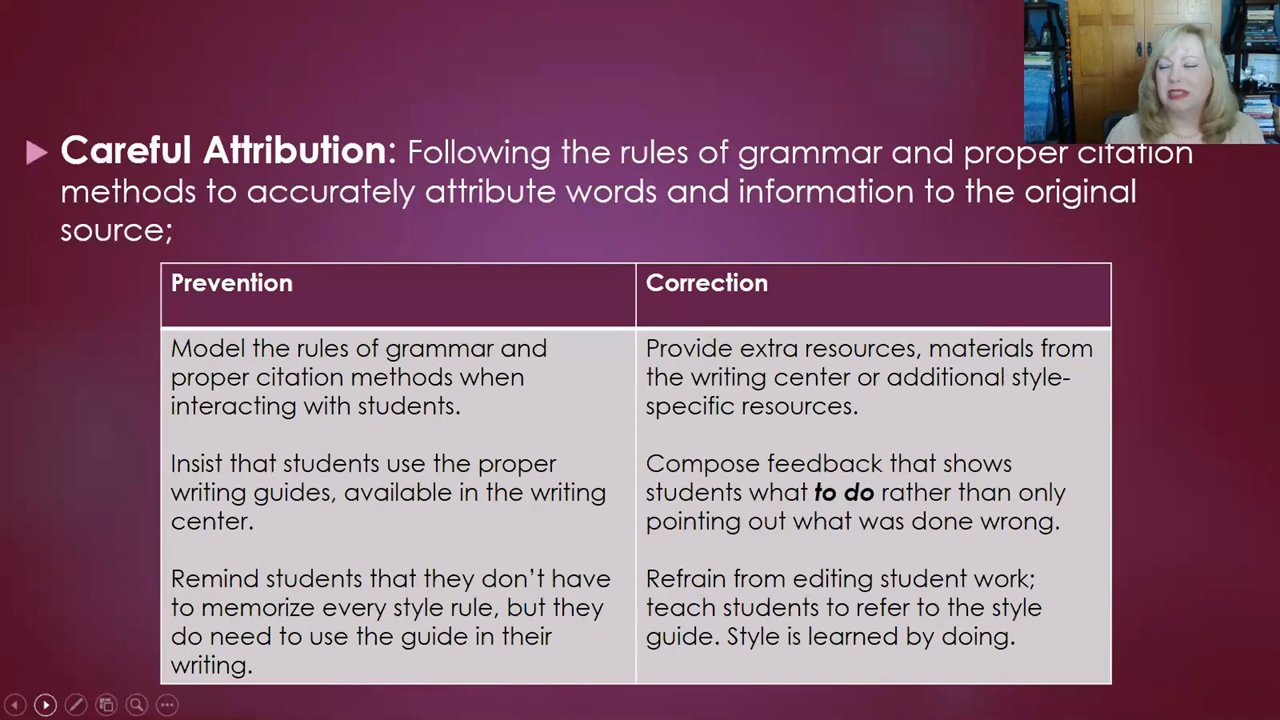 Careful Attribution: Following the rules of grammar and proper citation
methods to accurately attribute words and information to the original
source;
Prevention
Correction
Model the rules of grammar and
proper citation methods when
interacting with students.
Insist that students use the proper
writing guides, available in the writing
center.
Remind students that they don’t have
to memorize every style rule, but they
do need to use the guide in their
writing.
Provide extra resources, materials from
the writing center or additional style-
specific resources.
Compose feedback that shows
students what to do rather than only
pointing out what was done wrong.
Refrain from editing student work;
teach students to refer to the style
guide. Style is learned by doing.